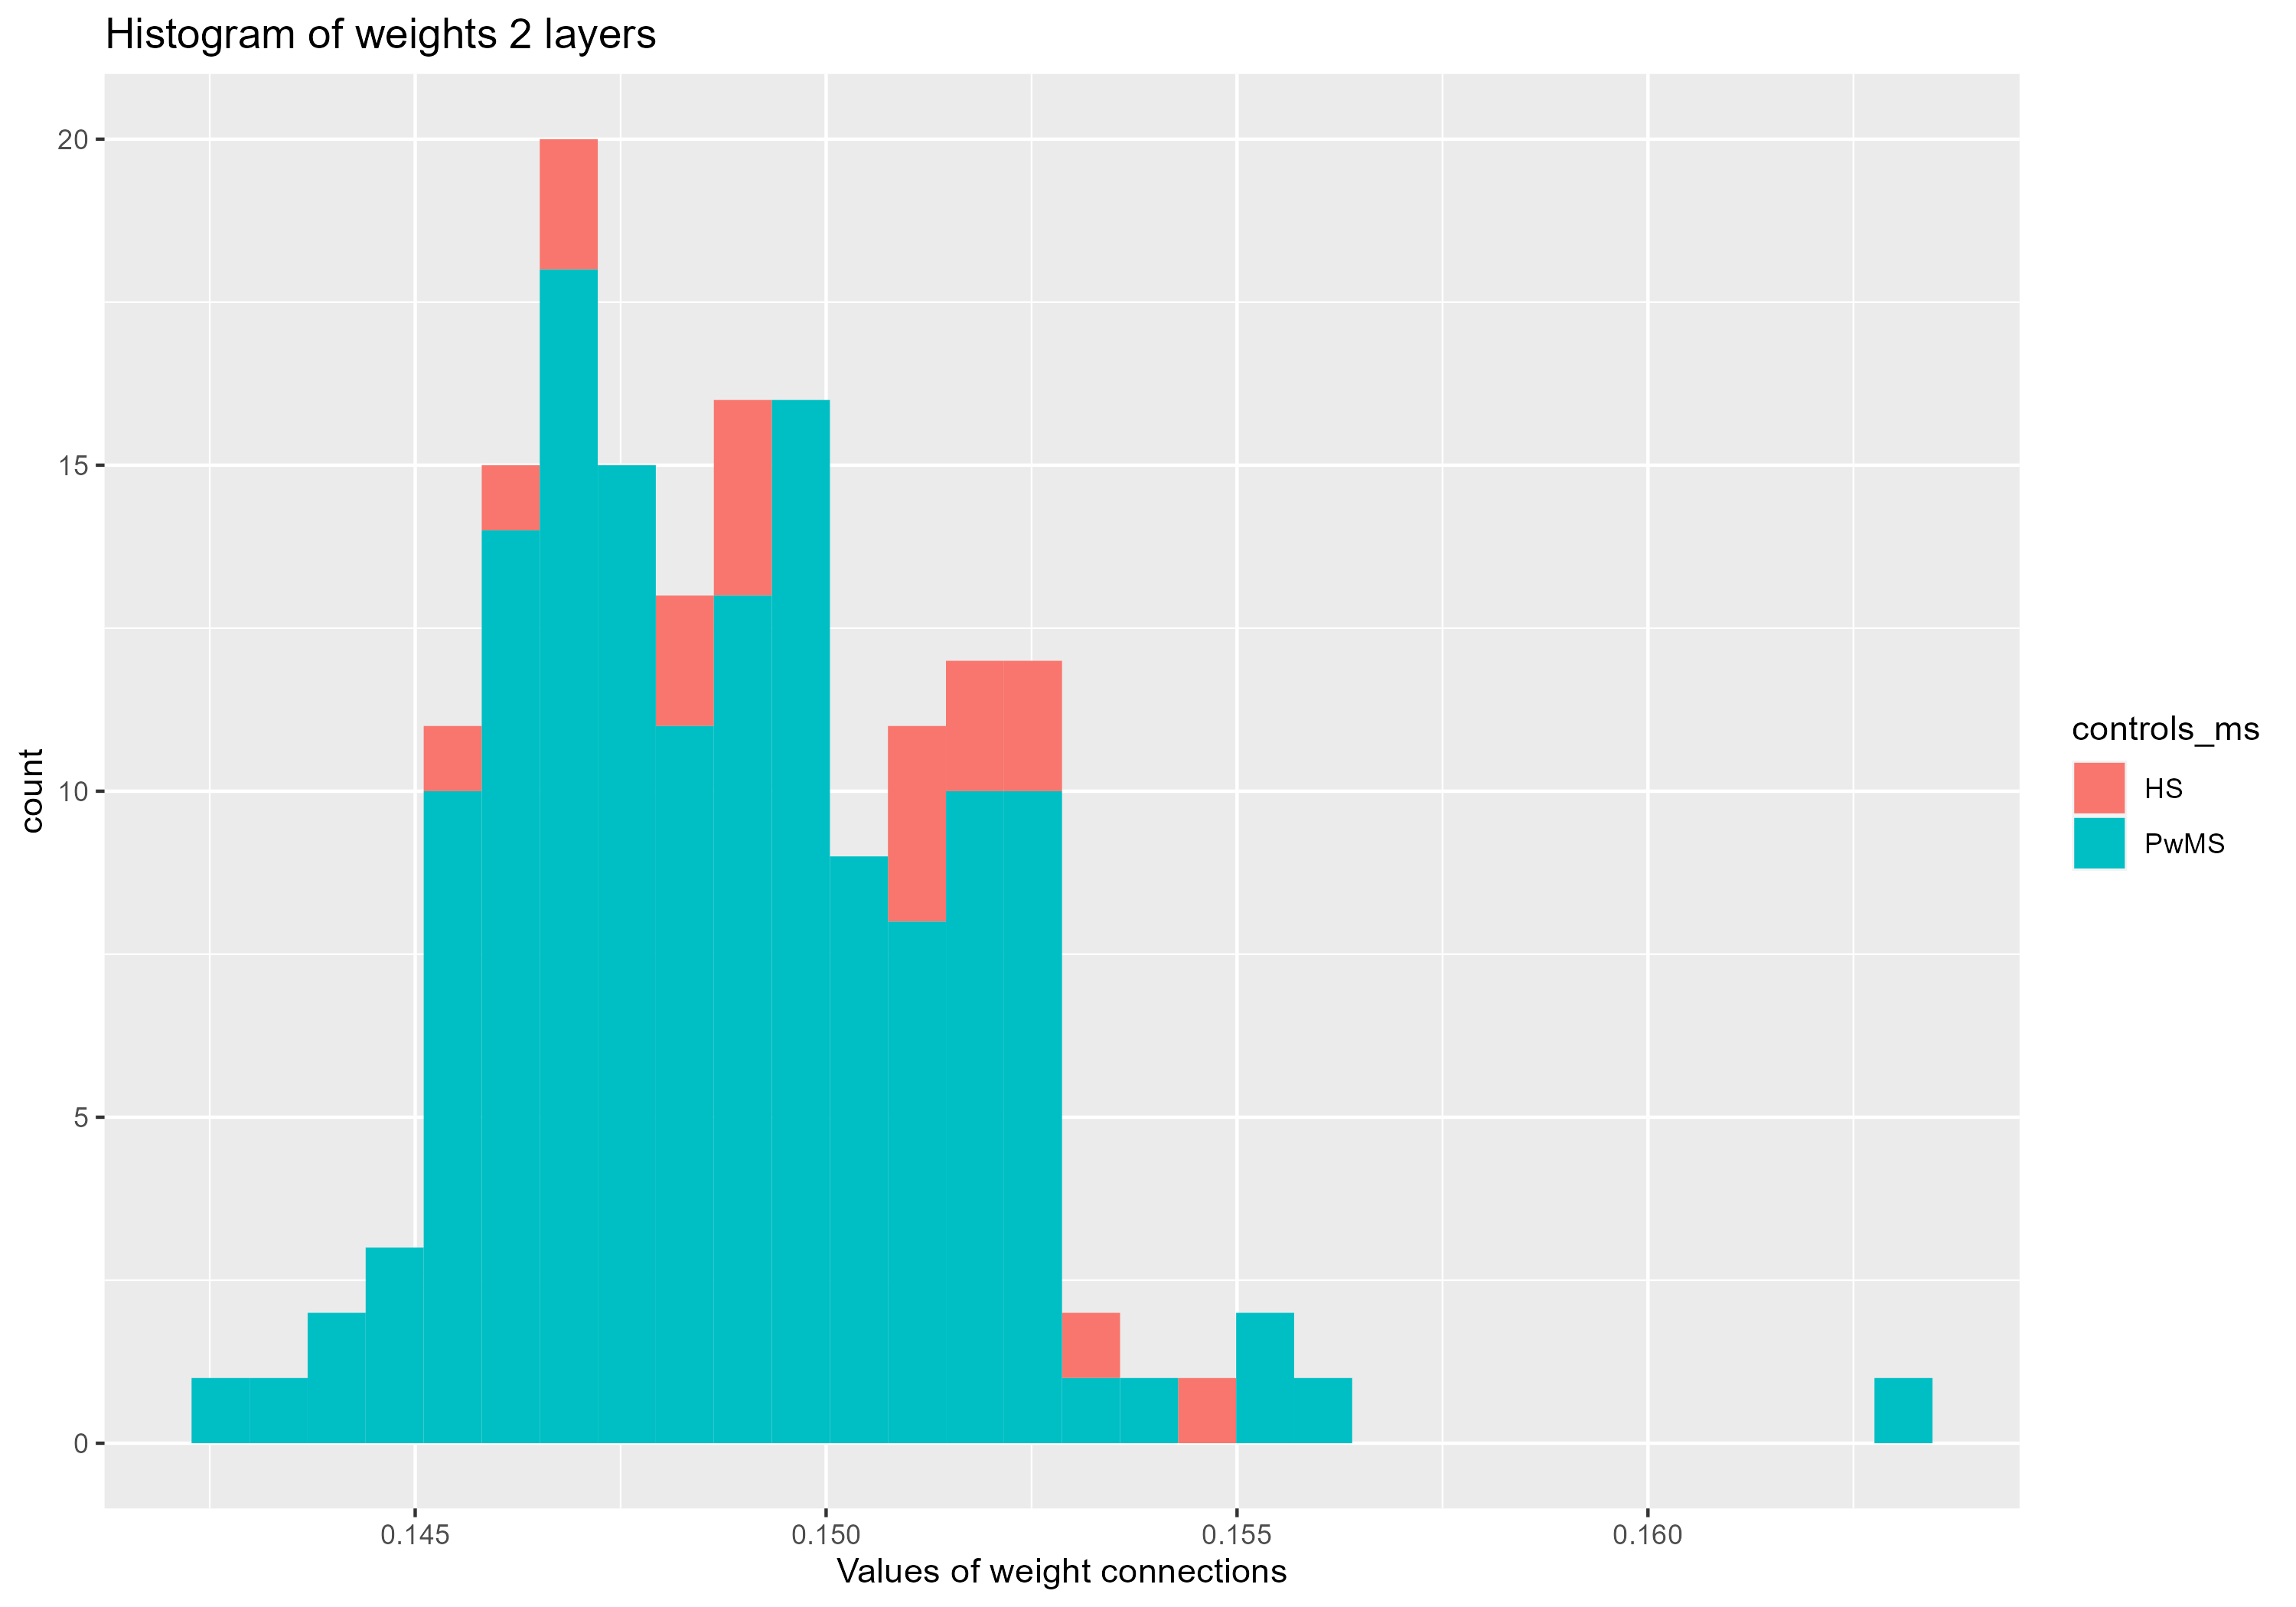 Histogram of weights 2 layers
20
15
10
5
0
count
0.145
0.150
0.155
0.160
Values of weight connections
controls_ms
HS
PwMS